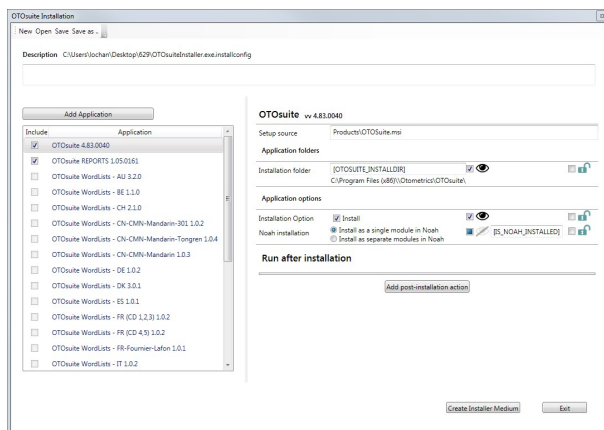 OTOsuite Installation
New Open Save Save as .
Description C:\Users\lochan\Desktop\629\OTOsuiteInstaller.exe.installconfig
Add Application
Include Application
OTOsuite 4.83.0040
OTOsuite REPORTS 1.05.0161
OTOsuite WordLists - AU 3.2.0
OTOsuite WordLists - BE 1.1.0
OTOsuite WordLists - CH 2.1.0
OTOsuite WordLists - CN-CMN-Mandarin-301 1.0.2
OTOsuite WordLists - CN-CMN-Mandarin-Tongren 1.0.4
OTOsuite WordLists - CN-CMN-Mandarin 1.0.3
OTOsuite WordLists - DE 1.0.2
OTOsuite WordLists - DK 3.0.1
OTOsuite WordLists - ES 1.0.1
OTOsuite WordLists - FR (CD 1,2,3) 1.0.2
OTOsuite WordLists - FR (CD 4,5) 1.0.2
OTOsuite WordLists - FR-Fournier-Lafon 1.0.1
OTOsuite WordLists - IT 1.0.2
OTOsuite vv 4.83.0040
Setup source Products\OTOSuite.msi
Application folders
Installation folder [OTOSUITE_INSTALLDIR]
C:\Program Files (x86)\\Otometrics\OTOsuite\
Application options
Installation Option Install
Noah installation Install as a single module in Noah [IS_NOAH_INSTALLED]
Install as separate modules in Noah
Run after installation
Add post-installation action
Create Installer Medium Exit